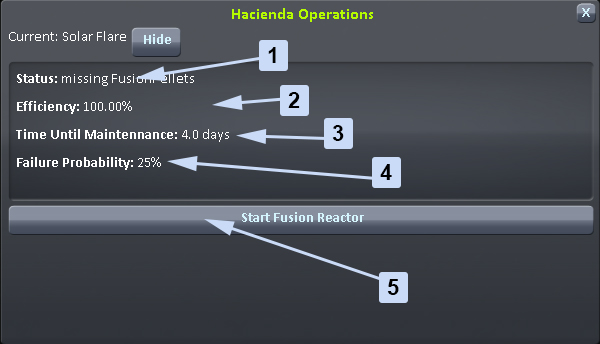 Hacienda Operations
X
Current: Solar Flare
Hide
1
Status: missing FusionPellets
2
Efficiency: 100.00%
3
Time Until Maintennance: 4.0 days
4
Failure Probability: 25%
Start Fusion Reactor
5